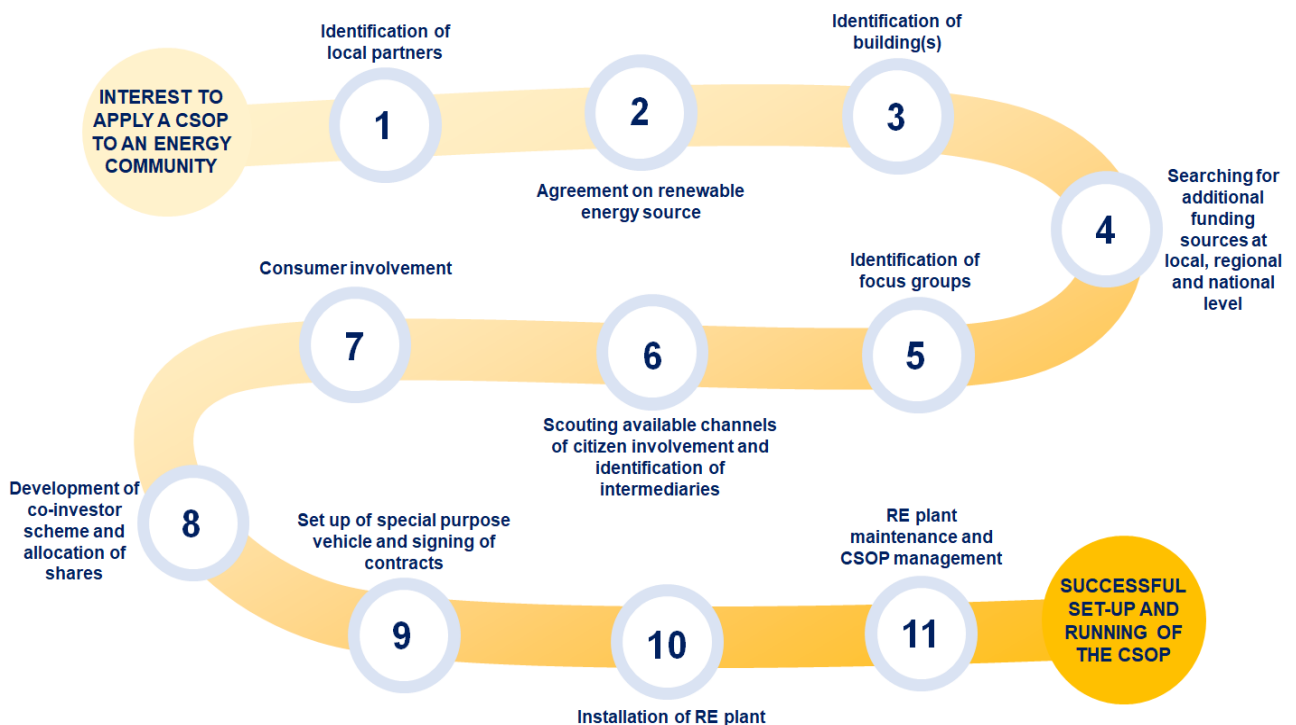 INTEREST TO
APPLY A CSOP
TO AN ENERGY
COMMUNITY
Identification of
local partners
1
2
Agreement on renewable
energy source
Identification of
building(s)
3
Searching for
additional
funding
sources at
local, regional
and national
level
4
Identification of
focus groups
5
6
Scouting available channels
of citizen involvement and
identification of
intermediaries
Consumer involvement
7
Development of
co-investor
scheme and
allocation of
shares
8
Set up of special purpose
vehicle and signing of
contracts
9
10
Installation of RE plant
RE plant
maintenance and
CSOP management
11
SUCCESSFUL
SET-UP AND
RUNNING OF
THE CSOP